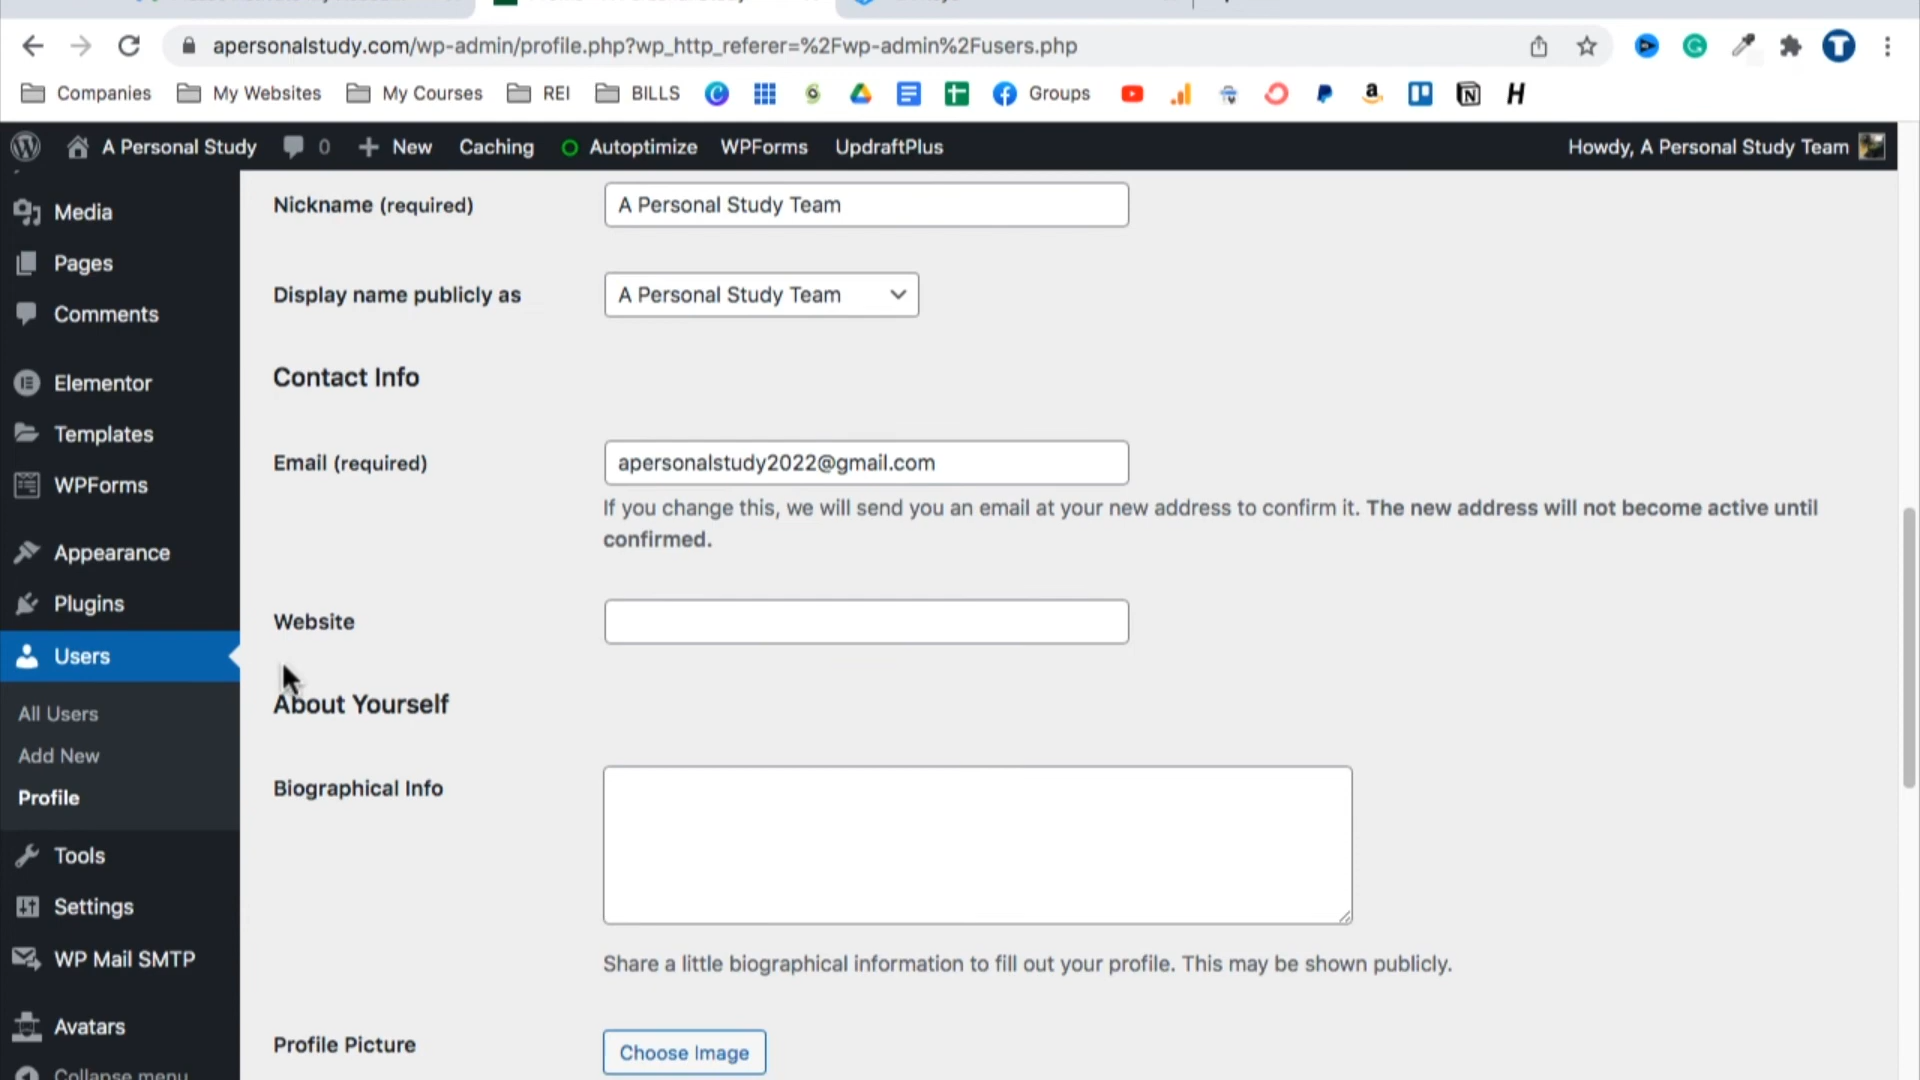 apersonalstudy.com/wp-admin/profile.php?wp_http_referer=%2Fwp-admin%2Fusers.php
Companies My Websites My Courses REI BILLS Groups
A Personal Study 0 New Caching Autoptimize WPForms UpdraftPlus Howdy, A Personal Study Team
Media
Pages
Comments
Elementor
Templates
WPForms
Appearance
Plugins
Users
All Users
Add New
Profile
Tools
Settings
WP Mail SMTP
Avatars
Collapse menu
Nickname (required) A Personal Study Team
Display name publicly as A Personal Study Team
Contact Info
Email (required) apersonalstudy2022@gmail.com
If you change this, we will send you an email at your new address to confirm it. The new address will not become active until
confirmed.
Website
About Yourself
Biographical Info
Share a little biographical information to fill out your profile. This may be shown publicly.
Profile Picture Choose Image